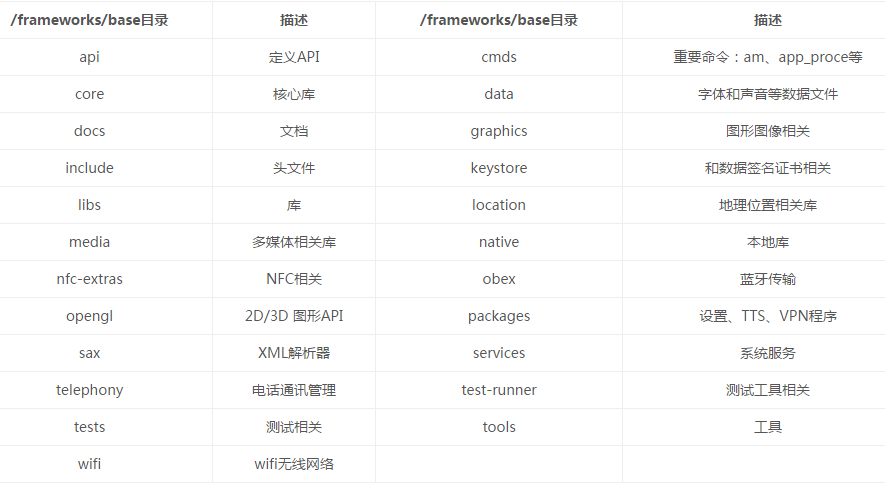 /frameworks/base目录 描述 /frameworks/base目录 描述
api 定义API cmds 重要命令：am、app_proce等
core 核心库 data 字体和声音等数据文件
docs 文档 graphics 图形图像相关
include 头文件 keystore 和数据签名证书相关
libs 库 location 地理位置相关库
media 多媒体相关库 native 本地库
nfc-extras NFC相关 obex 蓝牙传输
opengl 2D/3D 图形API packages 设置、TTS、VPN程序
sax XML解析器 services 系统服务
telephony 电话通讯管理 test-runner 测试工具相关
tests 测试相关 tools 工具
wifi wifi无线网络